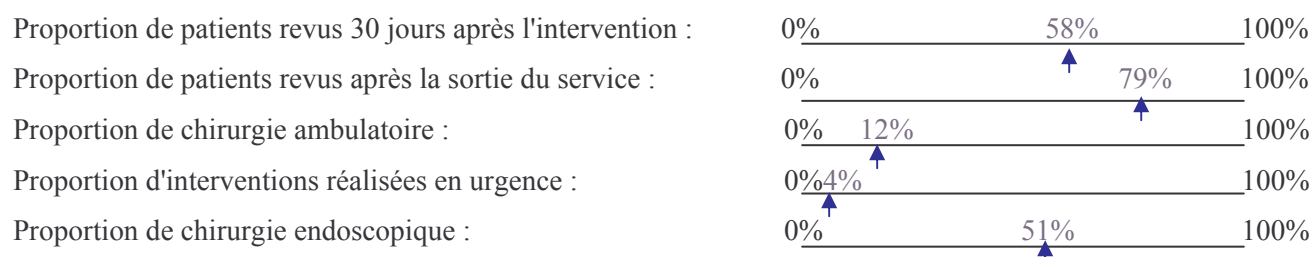 Proportion de patients revus 30 jours après l'intervention : 0% 58% 100%
Proportion de patients revus après la sortie du service : 0% 79% 100%
Proportion de chirurgie ambulatoire : 0% 12% 100%
Proportion d'interventions réalisées en urgence : 0% 4% 100%
Proportion de chirurgie endoscopique : 0% 51% 100%